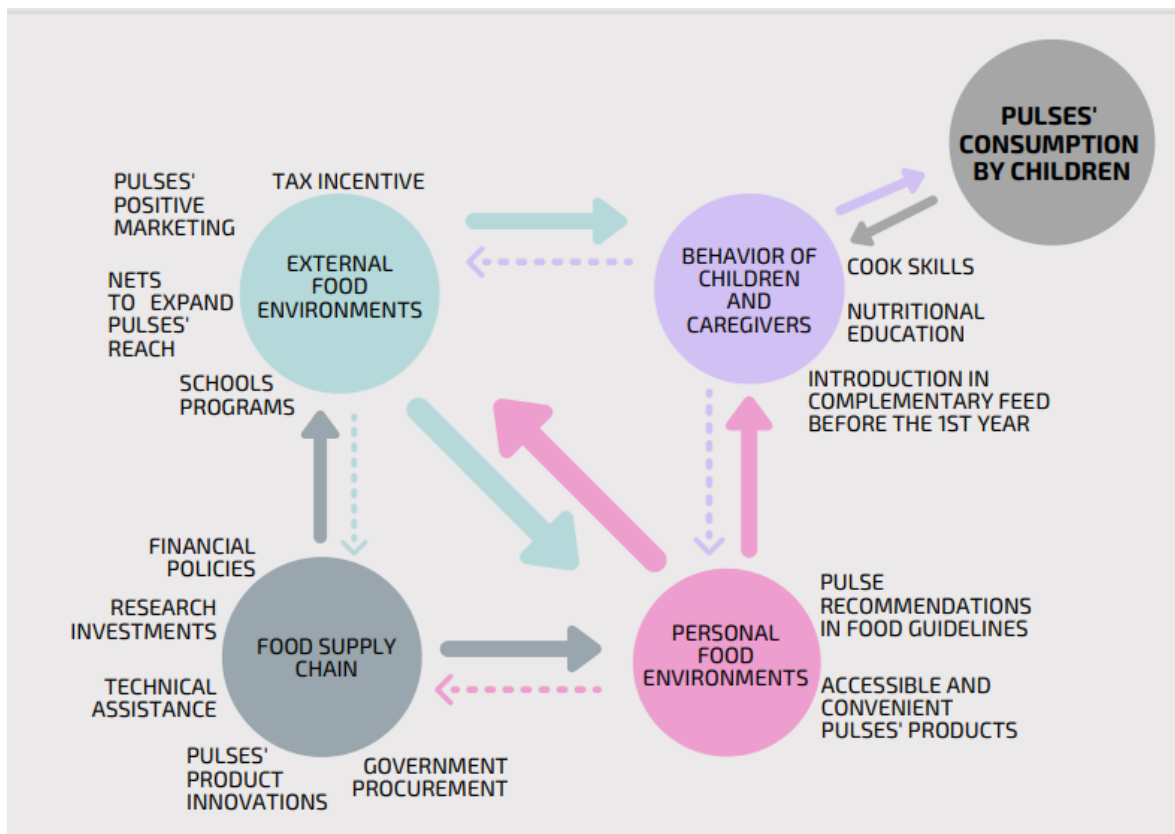 PULSES'
CONSUMPTION
BY CHILDREN
PULSES'
POSITIVE
MARKETING
TAX INCENTIVE
NETS
TO EXPAND
PULSES'
REACH
EXTERNAL
FOOD
ENVIRONMENTS
SCHOOLS
PROGRAMS
BEHAVIOR OF
CHILDREN
AND
CAREGIVERS
COOK SKILLS
NUTRITIONAL
EDUCATION
INTRODUCTION IN
COMPLEMENTARY FEED
BEFORE THE 1ST YEAR
FINANCIAL
POLICIES
RESEARCH
INVESTMENTS
FOOD SUPPLY
CHAIN
TECHNICAL
ASSISTANCE
PULSES'
PRODUCT
INNOVATIONS
GOVERNMENT
PROCUREMENT
PERSONAL
FOOD
ENVIRONMENTS
PULSE
RECOMMENDATIONS
IN FOOD GUIDELINES
ACCESSIBLE AND
CONVENIENT
PULSES' PRODUCTS